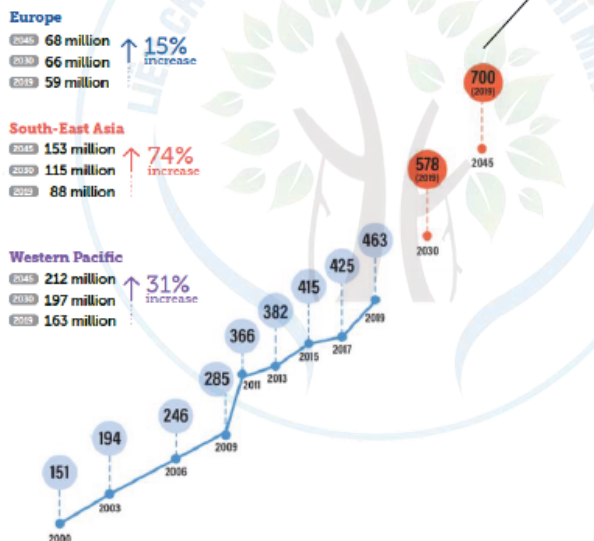 Europe
2045 68 million
2030 66 million
2019 59 million
15%
increase
South-East Asia
2045 153 million
2030 115 million
2019 88 million
74%
increase
Western Pacific
2045 212 million
2030 197 million
2019 163 million
31%
increase
700
(2019)
2045
578
(2019)
2030
463
2019
425
2017
415
2015
382
2013
366
2011
285
2009
246
2006
194
2003
151
2000